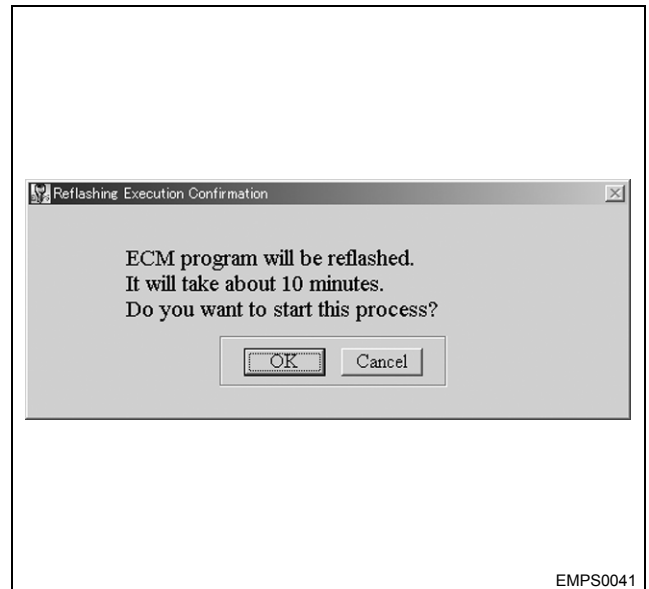 Reflashing Execution Confirmation
ECM program will be reflashed.
It will take about 10 minutes.
Do you want to start this process?
OK Cancel
EMPS0041